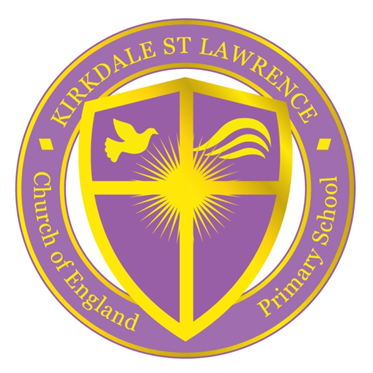 KIRKDALE ST LAWRENCE
Church of England
Primary School